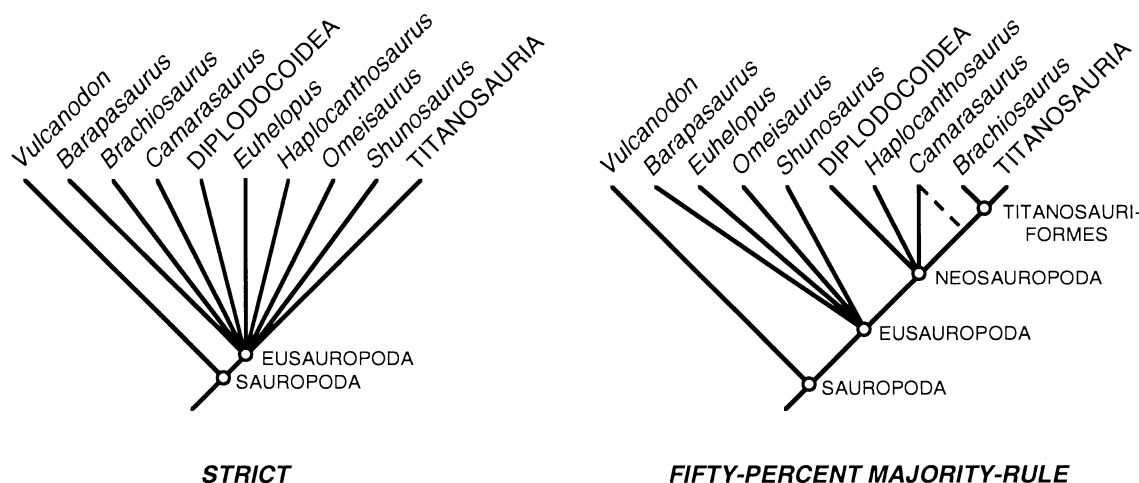 Vulcanodon
Barapasaurus
Brachiosaurus
Camarasaurus
DIPLODOCOIDEA
Euhelopus
Haplocanthosaurus
Omeisaurus
Shunosaurus
TITANOSAURIA
EUSAUROPODA
SAUROPODA
STRICT
Vulcanodon
Barapasaurus
Euhelopus
Omeisaurus
Shunosaurus
DIPLODOCOIDEA
Haplocanthosaurus
Camarasaurus
Brachiosaurus
TITANOSAURIA
TITANOSAURI-
FORMES
NEOSAUROPODA
EUSAUROPODA
SAUROPODA
FIFTY-PERCENT MAJORITY-RULE